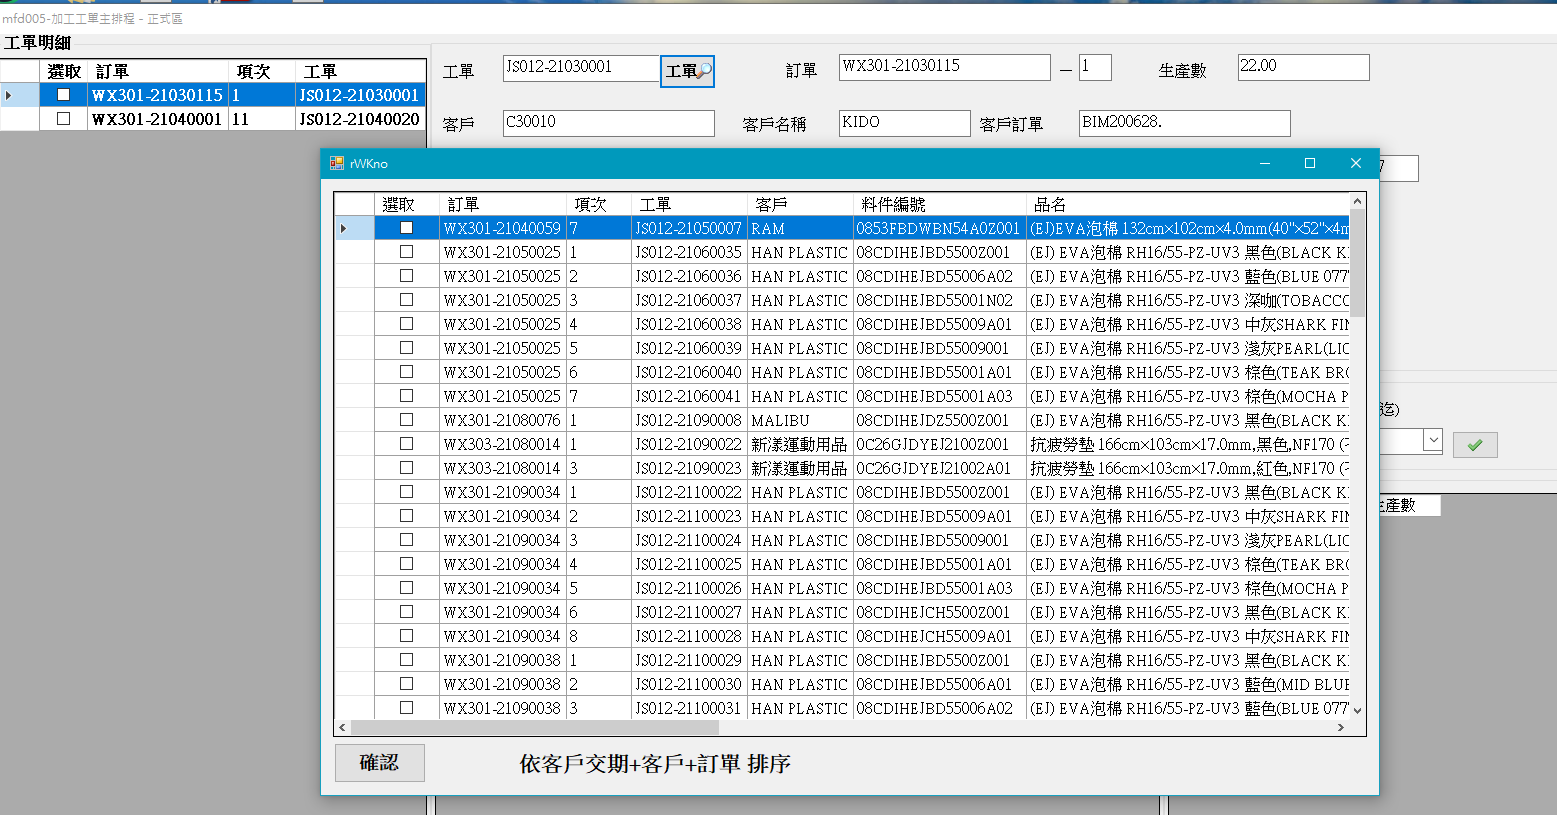 mfd005-加工工單主排程 - 正式區
工單明細
選取 訂單 項次 工單
WX301-21030115 1 JS012-21030001
WX301-21040001 11 JS012-21040020
工單 JS012-21030001 工單 訂單 WX301-21030115 — 1 生產數 22.00
客戶 C30010 客戶名稱 KIDO 客戶訂單 BIM200628.
7
迄)
生產數
rWKno
選取 訂單 項次 工單 客戶 料件編號 品名
WX301-21040059 7 JS012-21050007 RAM 0853FBDWBN54A0Z001 (EJ)EVA泡棉 132cm×102cm×4.0mm(40"×52"×4m
WX301-21050025 1 JS012-21060035 HAN PLASTIC 08CDIHEJBD5500Z001 (EJ) EVA泡棉 RH16/55-PZ-UV3 黑色(BLACK K
WX301-21050025 2 JS012-21060036 HAN PLASTIC 08CDIHEJBD55006A02 (EJ) EVA泡棉 RH16/55-PZ-UV3 藍色(BLUE 077
WX301-21050025 3 JS012-21060037 HAN PLASTIC 08CDIHEJBD55001N02 (EJ) EVA泡棉 RH16/55-PZ-UV3 深咖(TOBACCO
WX301-21050025 4 JS012-21060038 HAN PLASTIC 08CDIHEJBD55009A01 (EJ) EVA泡棉 RH16/55-PZ-UV3 中灰SHARK FIN
WX301-21050025 5 JS012-21060039 HAN PLASTIC 08CDIHEJBD55009001 (EJ) EVA泡棉 RH16/55-PZ-UV3 淺灰PEARL(LIG
WX301-21050025 6 JS012-21060040 HAN PLASTIC 08CDIHEJBD55001A01 (EJ) EVA泡棉 RH16/55-PZ-UV3 棕色(TEAK BRO
WX301-21050025 7 JS012-21060041 HAN PLASTIC 08CDIHEJBD55001A03 (EJ) EVA泡棉 RH16/55-PZ-UV3 棕色(MOCHA P
WX301-21080076 1 JS012-21090008 MALIBU 08CDIHEJDZ5500Z001 (EJ) EVA泡棉 RH16/55-PZ-UV3 黑色(BLACK K
WX303-21080014 1 JS012-21090022 新漾運動用品 0C26GJDYEJ2100Z001 抗疲勞墊 166cm×103cm×17.0mm,黑色,NF170 (
WX303-21080014 3 JS012-21090023 新漾運動用品 0C26GJDYEJ21002A01 抗疲勞墊 166cm×103cm×17.0mm,紅色,NF170 (
WX301-21090034 1 JS012-21100022 HAN PLASTIC 08CDIHEJBD5500Z001 (EJ) EVA泡棉 RH16/55-PZ-UV3 黑色(BLACK K
WX301-21090034 2 JS012-21100023 HAN PLASTIC 08CDIHEJBD55009A01 (EJ) EVA泡棉 RH16/55-PZ-UV3 中灰SHARK FIN
WX301-21090034 3 JS012-21100024 HAN PLASTIC 08CDIHEJBD55009001 (EJ) EVA泡棉 RH16/55-PZ-UV3 淺灰PEARL(LIG
WX301-21090034 4 JS012-21100025 HAN PLASTIC 08CDIHEJBD55001A01 (EJ) EVA泡棉 RH16/55-PZ-UV3 棕色(TEAK BRO
WX301-21090034 5 JS012-21100026 HAN PLASTIC 08CDIHEJBD55001A03 (EJ) EVA泡棉 RH16/55-PZ-UV3 棕色(MOCHA P
WX301-21090034 6 JS012-21100027 HAN PLASTIC 08CDIHEJCH5500Z001 (EJ) EVA泡棉 RH16/55-PZ-UV3 黑色(BLACK K
WX301-21090034 8 JS012-21100028 HAN PLASTIC 08CDIHEJCH55009A01 (EJ) EVA泡棉 RH16/55-PZ-UV3 中灰SHARK FIN
WX301-21090038 1 JS012-21100029 HAN PLASTIC 08CDIHEJBD5500Z001 (EJ) EVA泡棉 RH16/55-PZ-UV3 黑色(BLACK K
WX301-21090038 2 JS012-21100030 HAN PLASTIC 08CDIHEJBD55006A01 (EJ) EVA泡棉 RH16/55-PZ-UV3 藍色(MID BLUE
WX301-21090038 3 JS012-21100031 HAN PLASTIC 08CDIHEJBD55006A02 (EJ) EVA泡棉 RH16/55-PZ-UV3 藍色(BLUE 077
確認 依客戶交期+客戶+訂單 排序